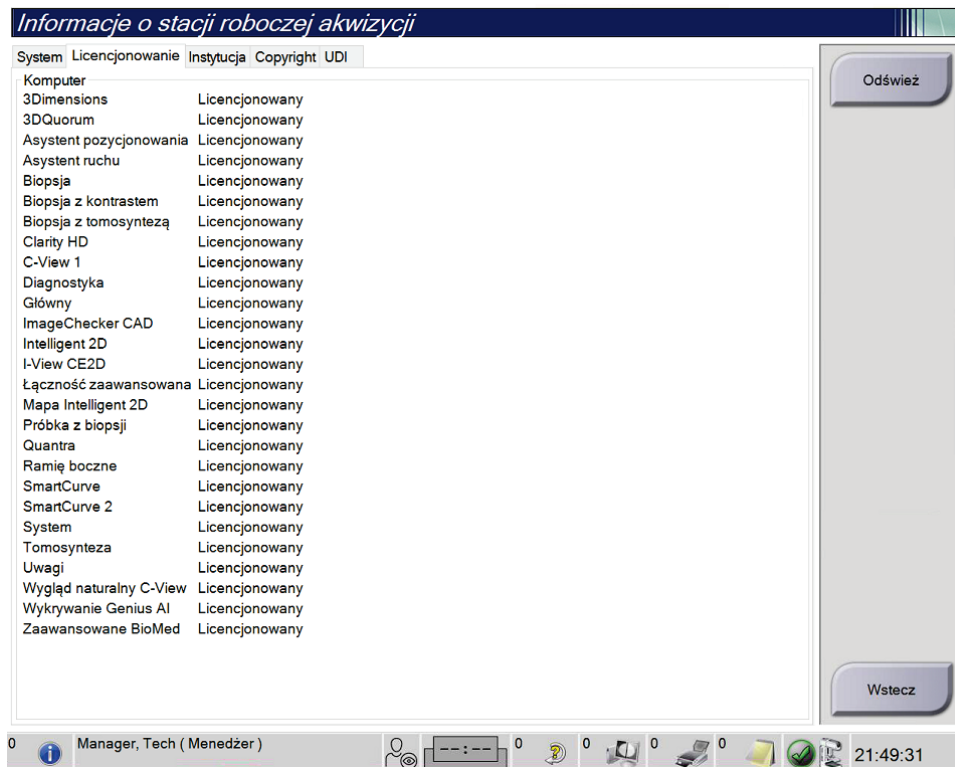 Informacje o stacji roboczej akwizycji
System Licencjonowanie Instytucja Copyright UDI
Komputer
3Dimensions Licencjonowany
3DQuorum Licencjonowany
Asystent pozycjonowania Licencjonowany
Asystent ruchu Licencjonowany
Biopsja Licencjonowany
Biopsja z kontrastem Licencjonowany
Biopsja z tomosyntezą Licencjonowany
Clarity HD Licencjonowany
C-View 1 Licencjonowany
Diagnostyka Licencjonowany
Główny Licencjonowany
ImageChecker CAD Licencjonowany
Intelligent 2D Licencjonowany
I-View CE2D Licencjonowany
Łączność zaawansowana Licencjonowany
Mapa Intelligent 2D Licencjonowany
Próbka z biopsji Licencjonowany
Quantra Licencjonowany
Ramię boczne Licencjonowany
SmartCurve Licencjonowany
SmartCurve 2 Licencjonowany
System Licencjonowany
Tomosynteza Licencjonowany
Uwagi Licencjonowany
Wygląd naturalny C-View Licencjonowany
Wykrywanie Genius AI Licencjonowany
Zaawansowane BioMed Licencjonowany
Odśwież
Wstecz
0 Manager, Tech ( Menedżer ) --:-- 0 0 0 0 21:49:31